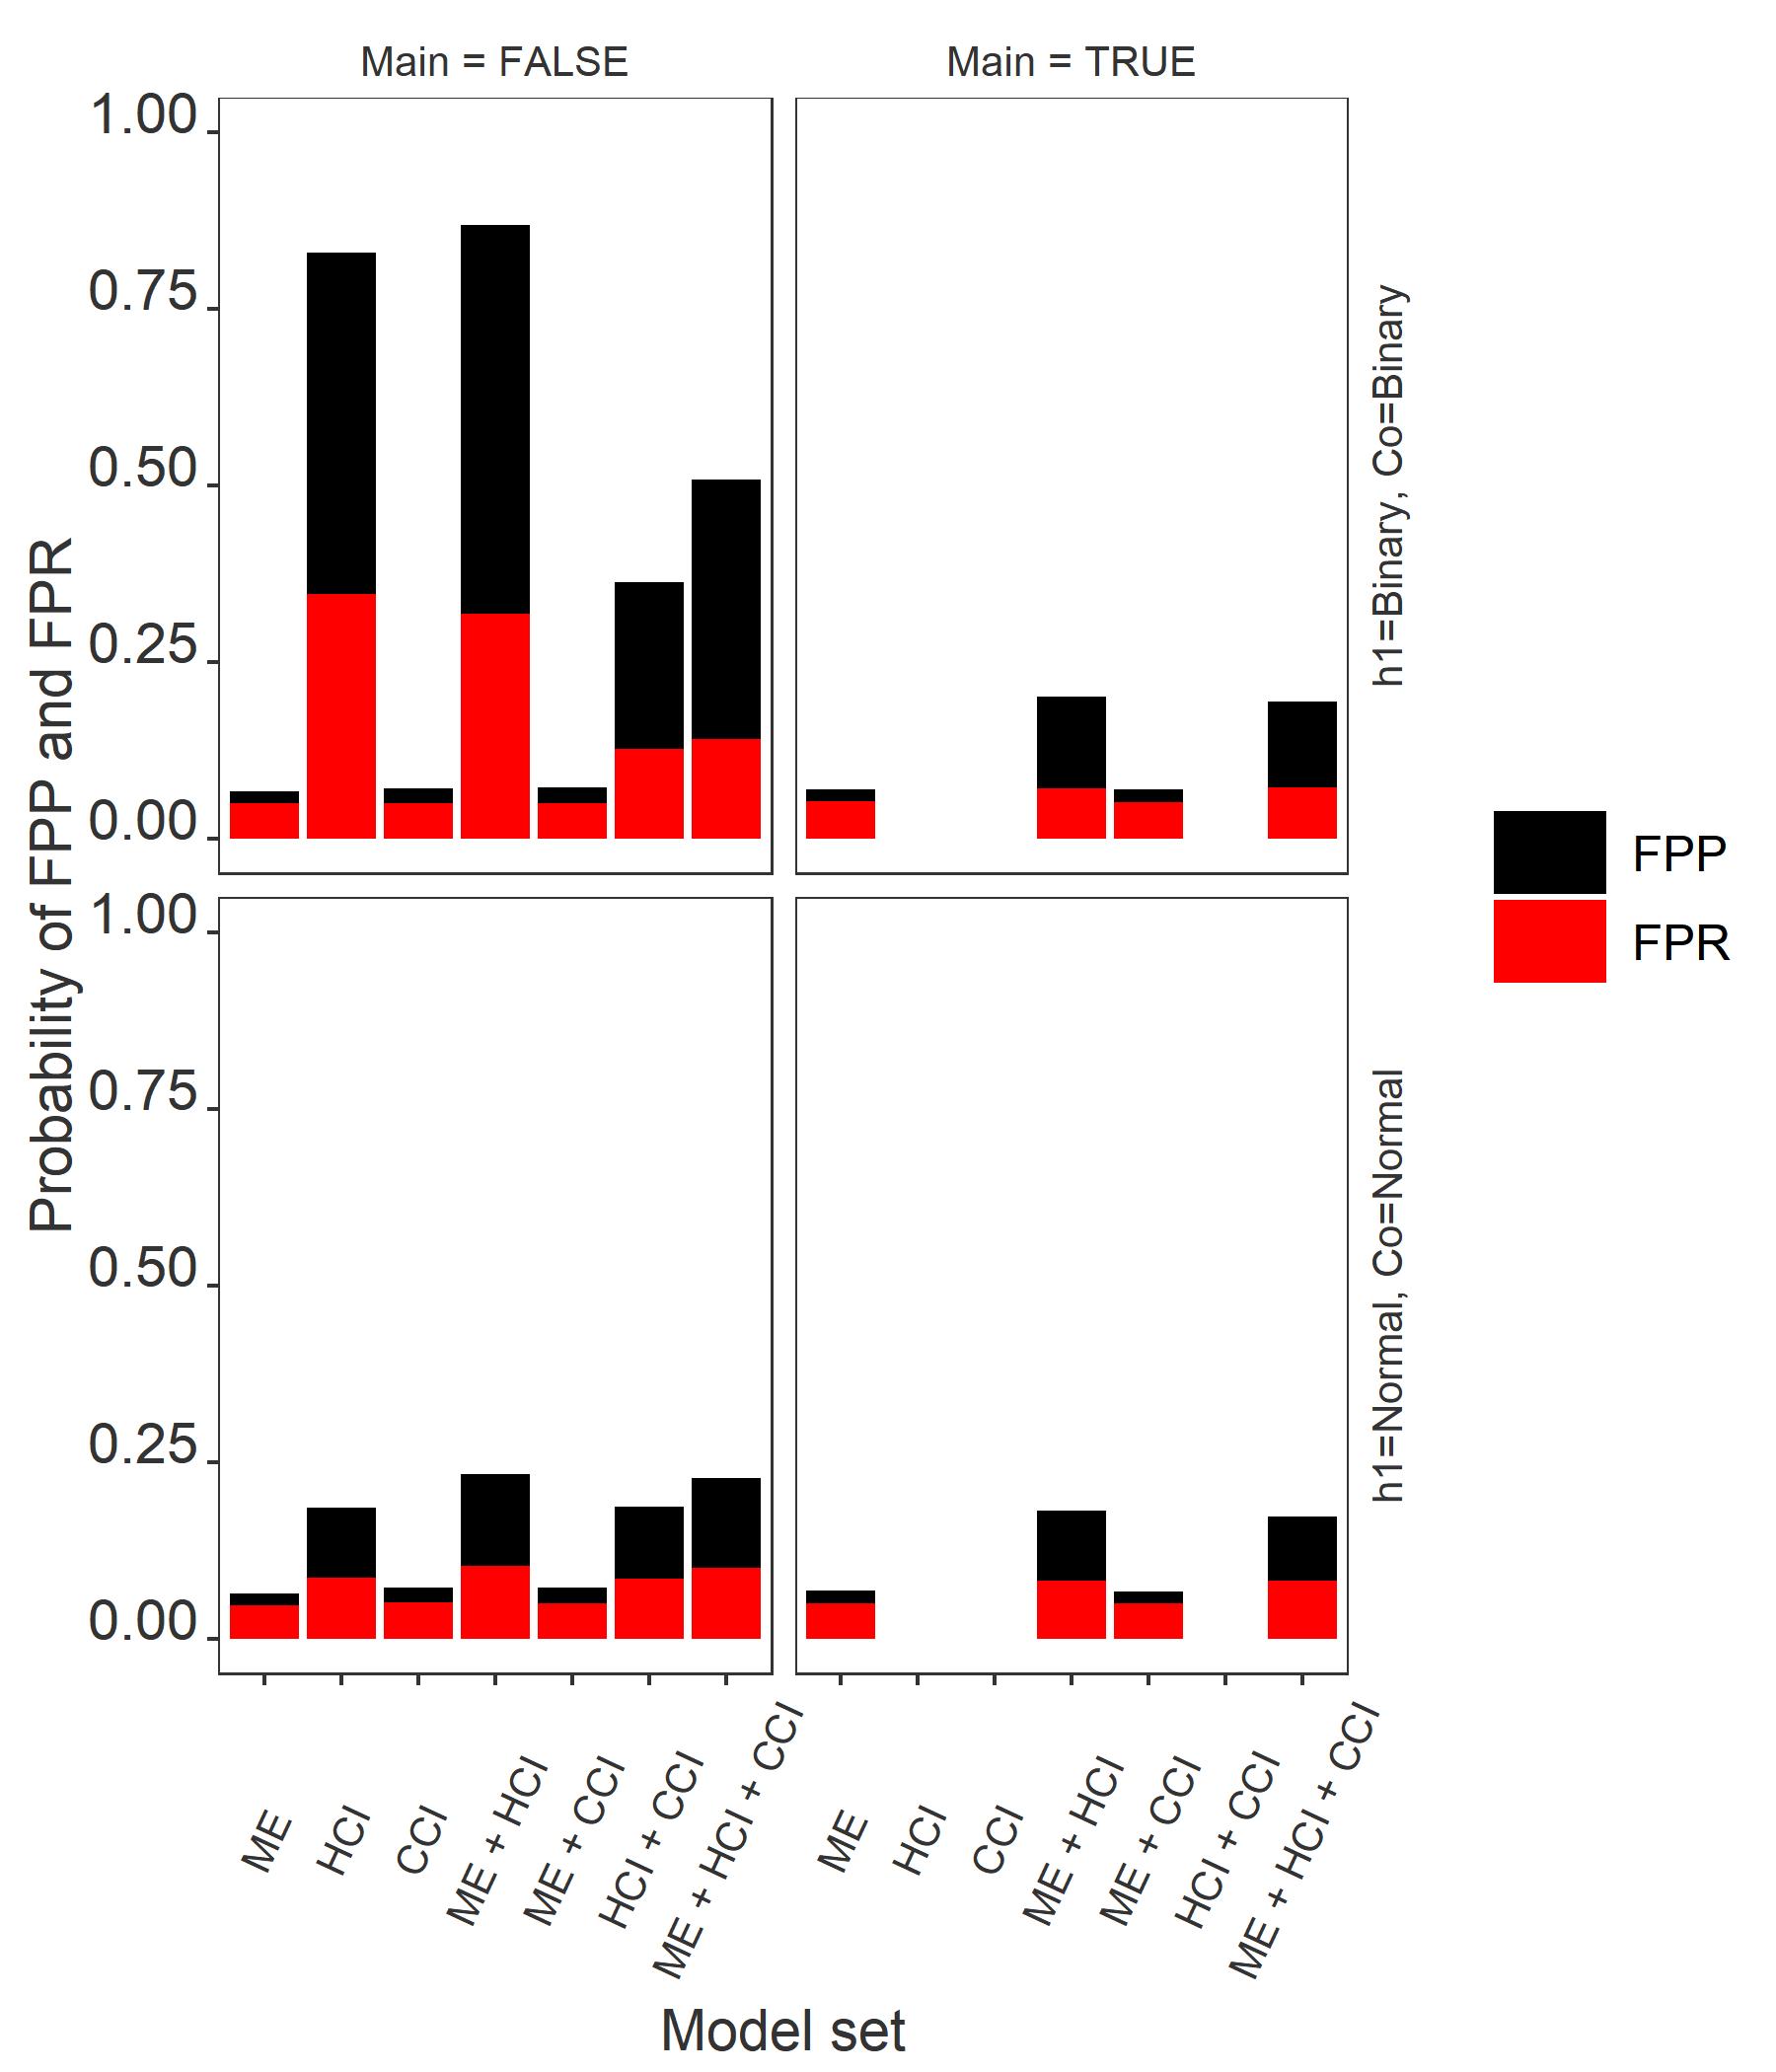 Main = FALSE
Main = TRUE
Probability of FPP and FPR
1.00
0.75
0.50
0.25
0.00
h1=Binary, Co=Binary
1.00
0.75
0.50
0.25
0.00
h1=Normal, Co=Normal
FPP
FPR
ME
HCI
CCI
ME + HCI
ME + CCI
HCI + CCI
ME + HCI + CCI
ME
HCI
CCI
ME + HCI
ME + CCI
HCI + CCI
ME + HCI + CCI
Model set